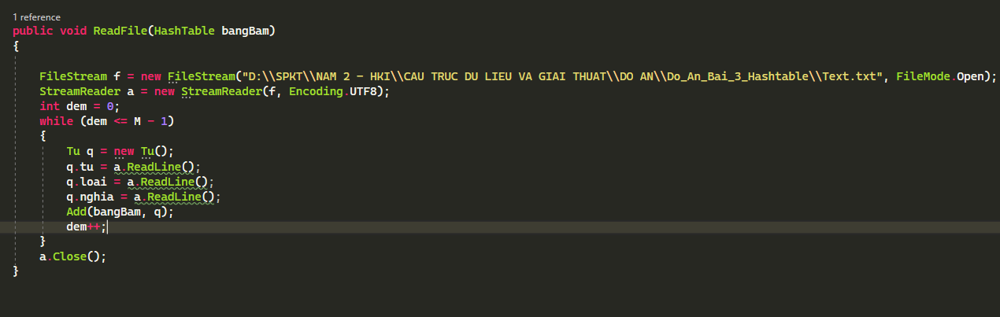 1 reference
public void ReadFile(HashTable bangBam)
{
FileStream f = new FileStream("D:\\SPKT\\NAM 2 - HKI\\CAU TRUC DU LIEU VA GIAI THUAT\\DO AN\\Do_An_Bai_3_Hashtable\\Text.txt", FileMode.Open);
StreamReader a = new StreamReader(f, Encoding.UTF8);
int dem = 0;
while (dem <= M - 1)
{
Tu q = new Tu();
q.tu = a.ReadLine();
q.loai = a.ReadLine();
q.nghia = a.ReadLine();
Add(bangBam, q);
dem++;
}
a.Close();
}